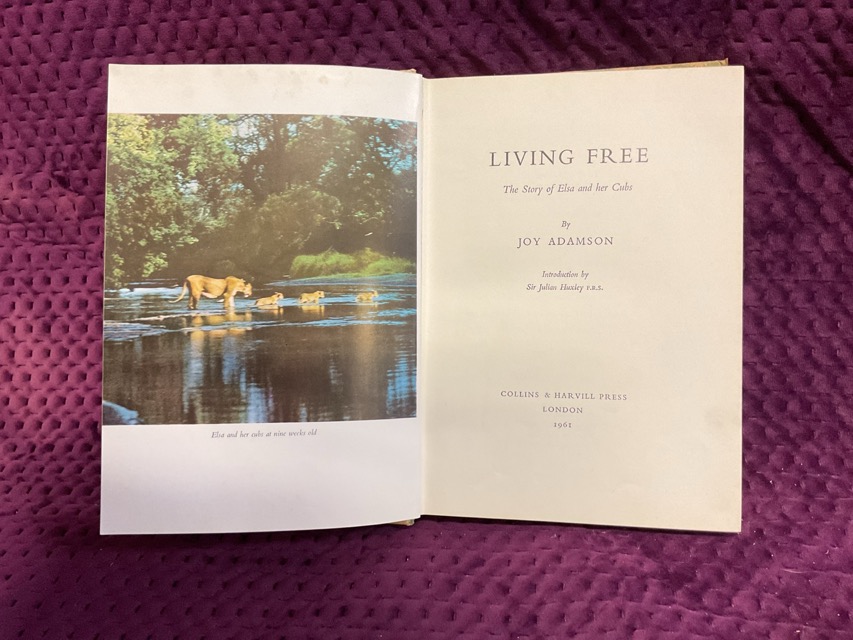 Elsa and her cubs at nine weeks old
LIVING FREE
The Story of Elsa and her Cubs
By
JOY ADAMSON
Introduction by
Sir Julian Huxley F.R.S.
COLLINS & HARVILL PRESS
LONDON
1961